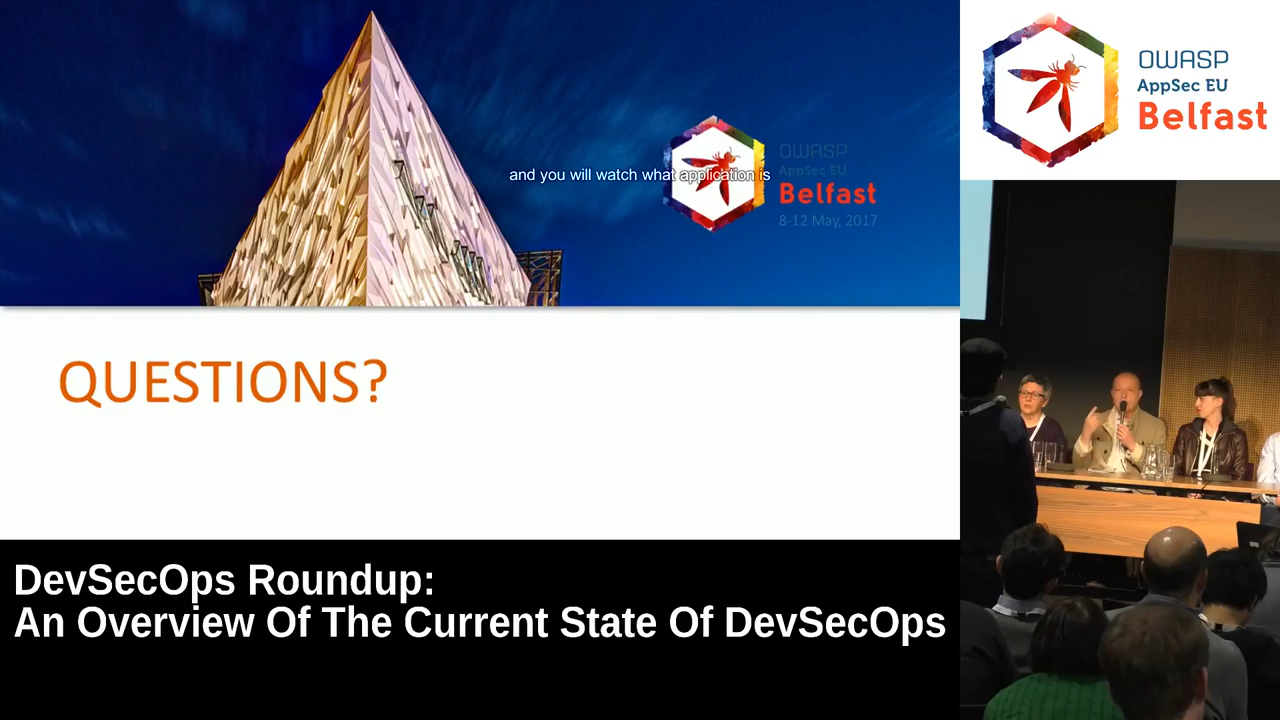 OWASP
AppSec EU
Belfast
8-12 May, 2017
and you will watch what application is
QUESTIONS?
DevSecOps Roundup:
An Overview Of The Current State Of DevSecOps
OWASP
AppSec EU
Belfast